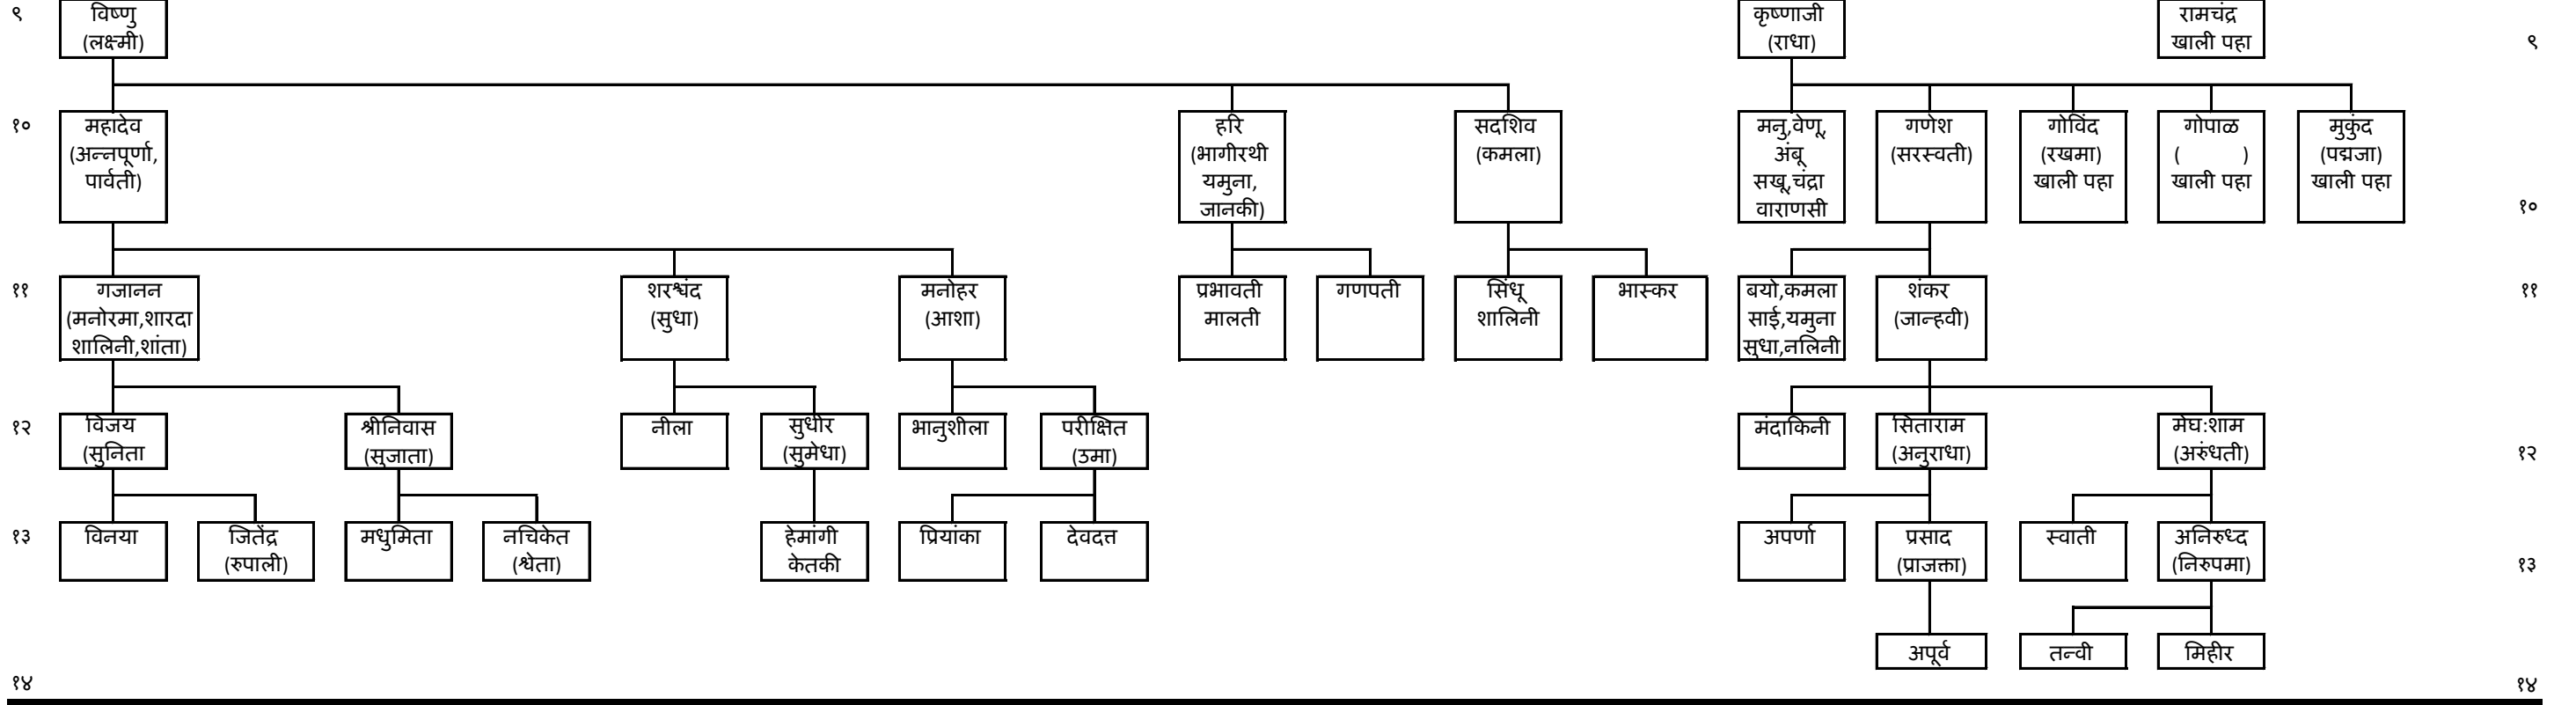 ९
विष्णु
(लक्ष्मी)
कृष्णाजी
(राधा)
रामचंद्र
खाली पहा
९
१०
महादेव
(अन्नपूर्णा,
पार्वती)
हरि
(भागीरथी
यमुना,
जानकी)
सदशिव
(कमला)
मनु,वेणू,
अंबू
सखू,चंद्रा
वाराणसी
गणेश
(सरस्वती)
गोविंद
(रखमा)
खाली पहा
गोपाळ
( )
खाली पहा
मुकुंद
(पद्मजा)
खाली पहा
१०
११
गजानन
(मनोरमा,शारदा
शालिनी,शांता)
शरश्चंद
(सुधा)
मनोहर
(आशा)
प्रभावती
मालती
गणपती
सिंधू
शालिनी
भास्कर
बयो,कमला
साई,यमुना
सुधा,नलिनी
शंकर
(जान्हवी)
११
१२
विजय
(सुनिता
श्रीनिवास
(सुजाता)
नीला
सुधीर
(सुमेधा)
भानुशीला
परीक्षित
(उमा)
मंदाकिनी
सिताराम
(अनुराधा)
मेघ:शाम
(अरुंधती)
१२
१३
विनया
जितेंद्र
(रुपाली)
मधुमिता
नचिकेत
(श्वेता)
हेमांगी
केतकी
प्रियांका
देवदत्त
अपर्णा
प्रसाद
(प्राजक्ता)
स्वाती
अनिरुध्द
(निरुपमा)
१३
अपूर्व
तन्वी
मिहीर
१४
१४